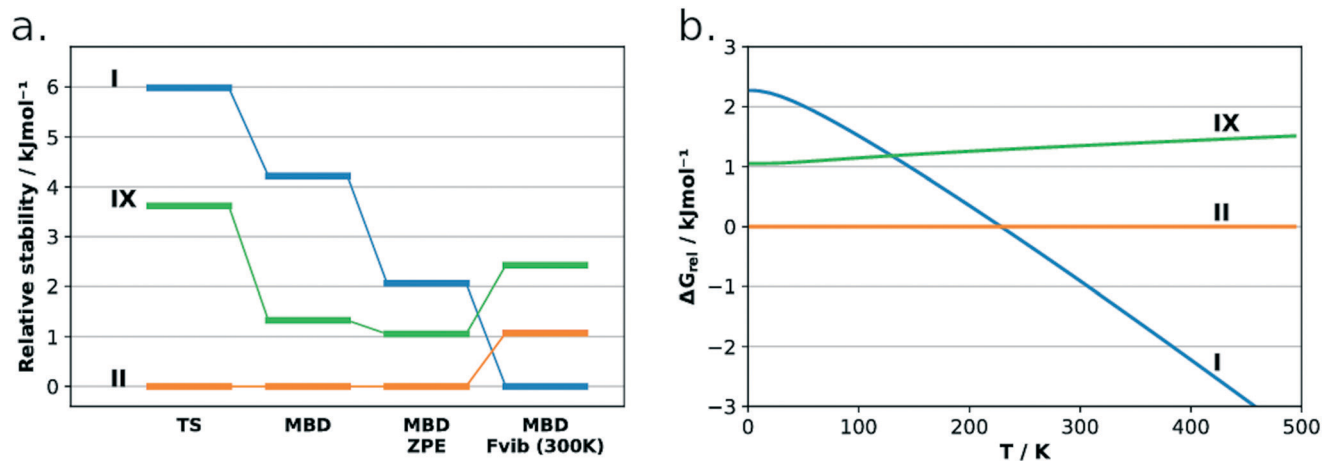 a.
Relative stability / kJmol⁻¹
6
5
4
3
2
1
0
I
IX
II
TS
MBD
MBD
ZPE
MBD
Fvib (300K)
b.
ΔG_rel / kJmol⁻¹
3
2
1
0
−1
−2
−3
IX
II
I
0
100
200
300
400
500
T / K